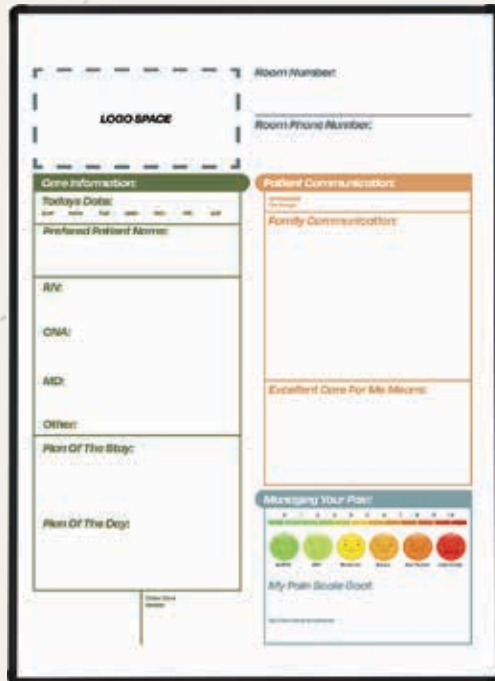 LOGO SPACE
Room Number:
Room Phone Number:
Care Information:
Todays Date:
Prefered Patient Name:
RN:
CNA:
MD:
Other:
Plan Of The Stay:
Plan Of The Day:
Patient Communication:
Family Communication:
Excellent Care For Me Means:
Managing Your Pain:
My Pain Scale Goal: